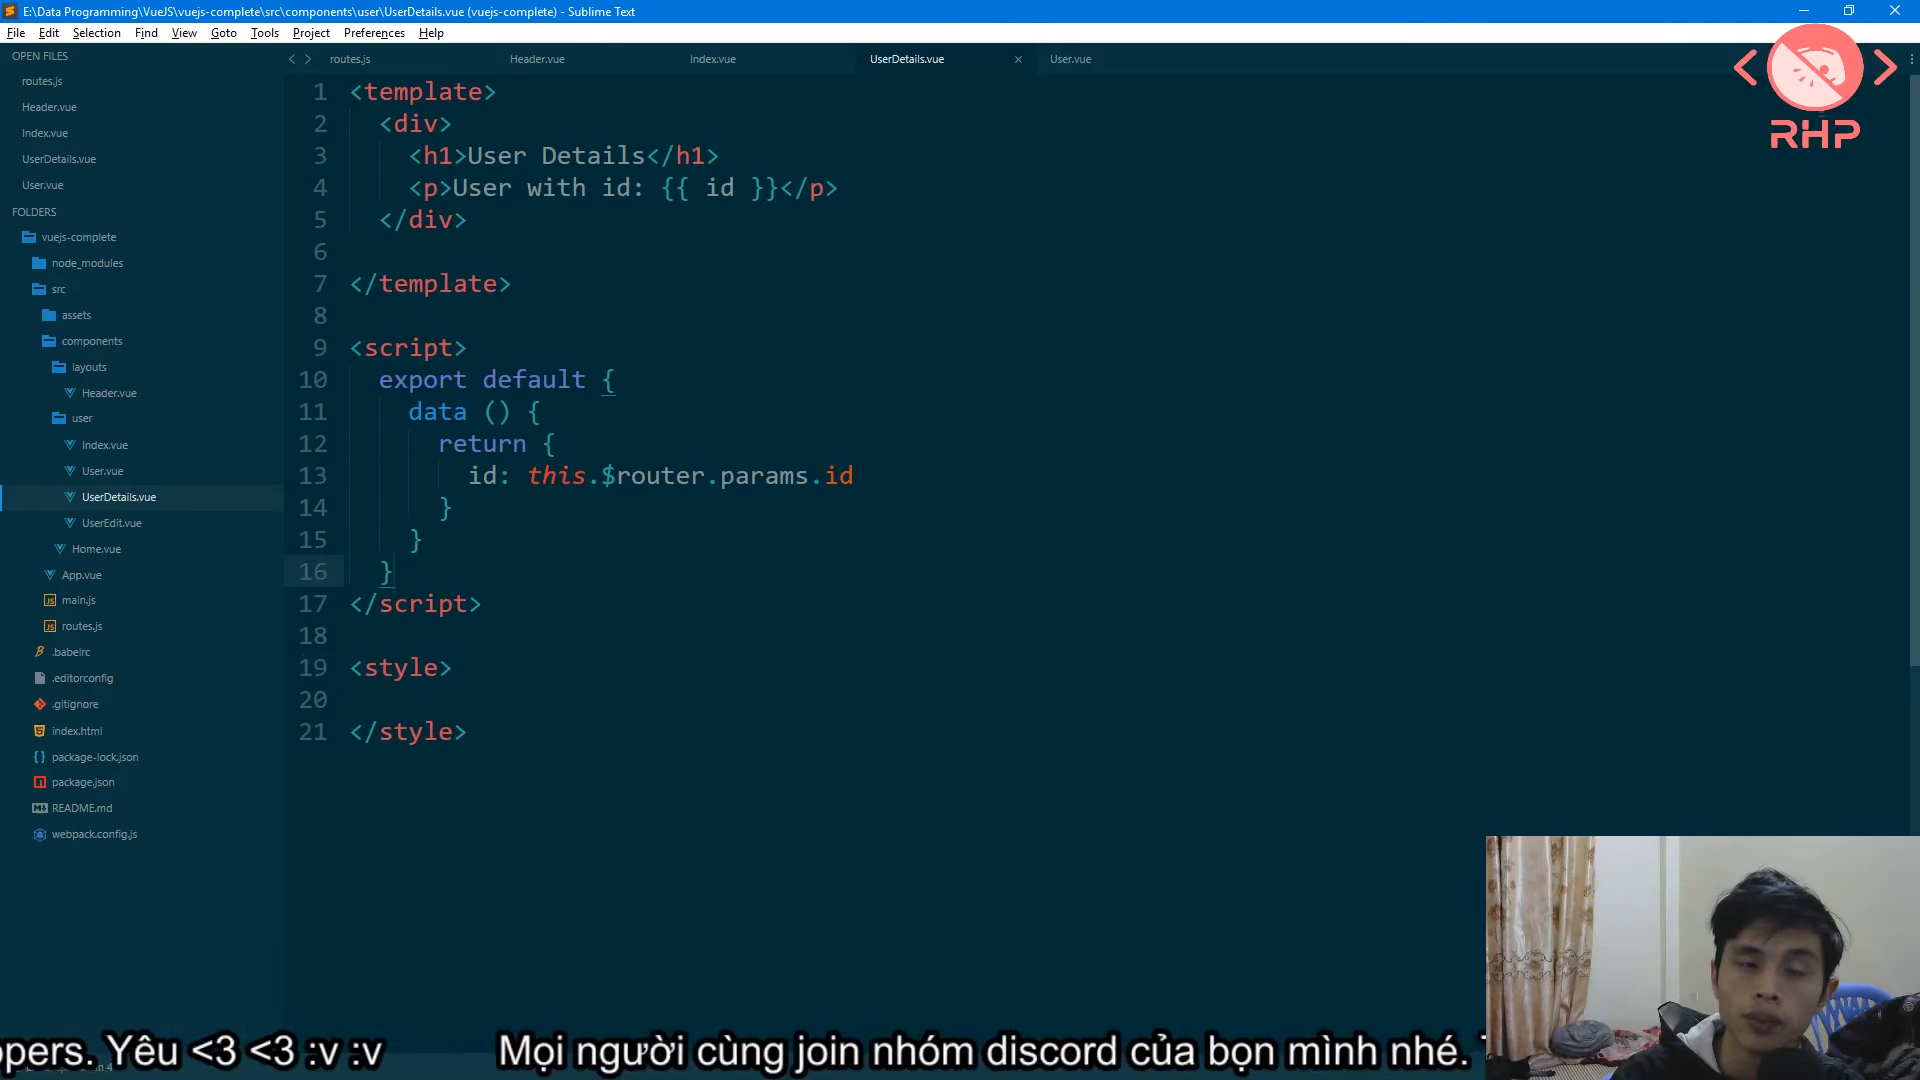 E:\Data Programming\VueJS\vuejs-complete\src\components\user\UserDetails.vue (vuejs-complete) - Sublime Text
File Edit Selection Find View Goto Tools Project Preferences Help
OPEN FILES
routes.js
Header.vue
Index.vue
UserDetails.vue
User.vue
FOLDERS
vuejs-complete
node_modules
src
assets
components
layouts
Header.vue
user
Index.vue
User.vue
UserDetails.vue
UserEdit.vue
Home.vue
App.vue
main.js
routes.js
.babelrc
.editorconfig
.gitignore
index.html
package-lock.json
package.json
README.md
webpack.config.js
routes.js Header.vue Index.vue UserDetails.vue User.vue
1 <template>
2 <div>
3 <h1>User Details</h1>
4 <p>User with id: {{ id }}</p>
5 </div>
6
7 </template>
8
9 <script>
10 export default {
11 data () {
12 return {
13 id: this.$router.params.id
14 }
15 }
16 }
17 </script>
18
19 <style>
20
21 </style>
RHP
opers. Yêu <3 <3 :v :v Mọi người cùng join nhóm discord của bọn mình nhé.